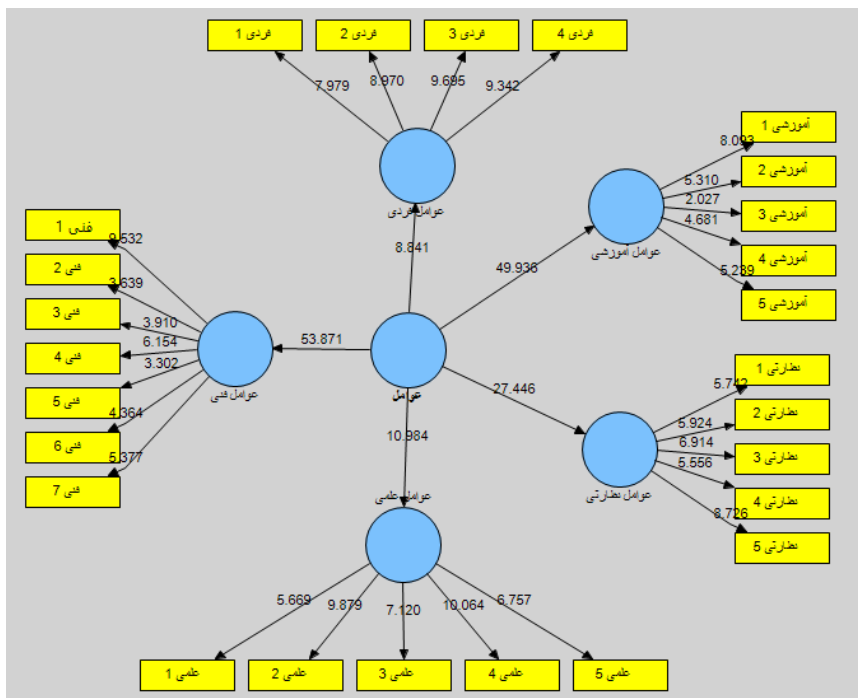 فردی 1
فردی 2
فردی 3
فردی 4
7.979
8.970
9.695
9.342
عوامل فردی
8.841
آموزشی 1
آموزشی 2
آموزشی 3
آموزشی 4
آموزشی 5
8.093
5.310
2.027
4.681
5.239
عوامل آموزشی
49.936
فنی 1
فنی 2
فنی 3
فنی 4
فنی 5
فنی 6
فنی 7
9.532
3.639
3.910
6.154
3.302
4.364
5.377
عوامل فنی
53.871
عوامل
27.446
نظارتی 1
نظارتی 2
نظارتی 3
نظارتی 4
نظارتی 5
5.742
5.924
6.914
5.556
8.726
عوامل نظارتی
10.984
عوامل علمی
5.669
9.879
7.120
10.064
6.757
علمی 1
علمی 2
علمی 3
علمی 4
علمی 5